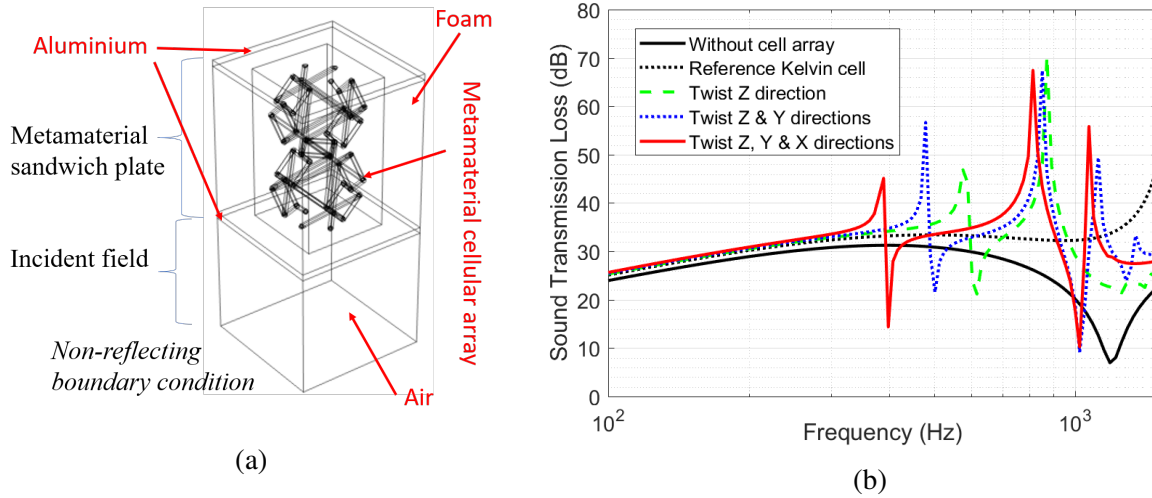 Aluminium
Foam
Metamaterial
sandwich plate
Metamaterial cellular array
Incident field
Non-reflecting
boundary condition
Air
(a)
Sound Transmission Loss (dB)
80
70
60
50
40
30
20
10
0
Without cell array
Reference Kelvin cell
Twist Z direction
Twist Z & Y directions
Twist Z, Y & X directions
10²
10³
Frequency (Hz)
(b)